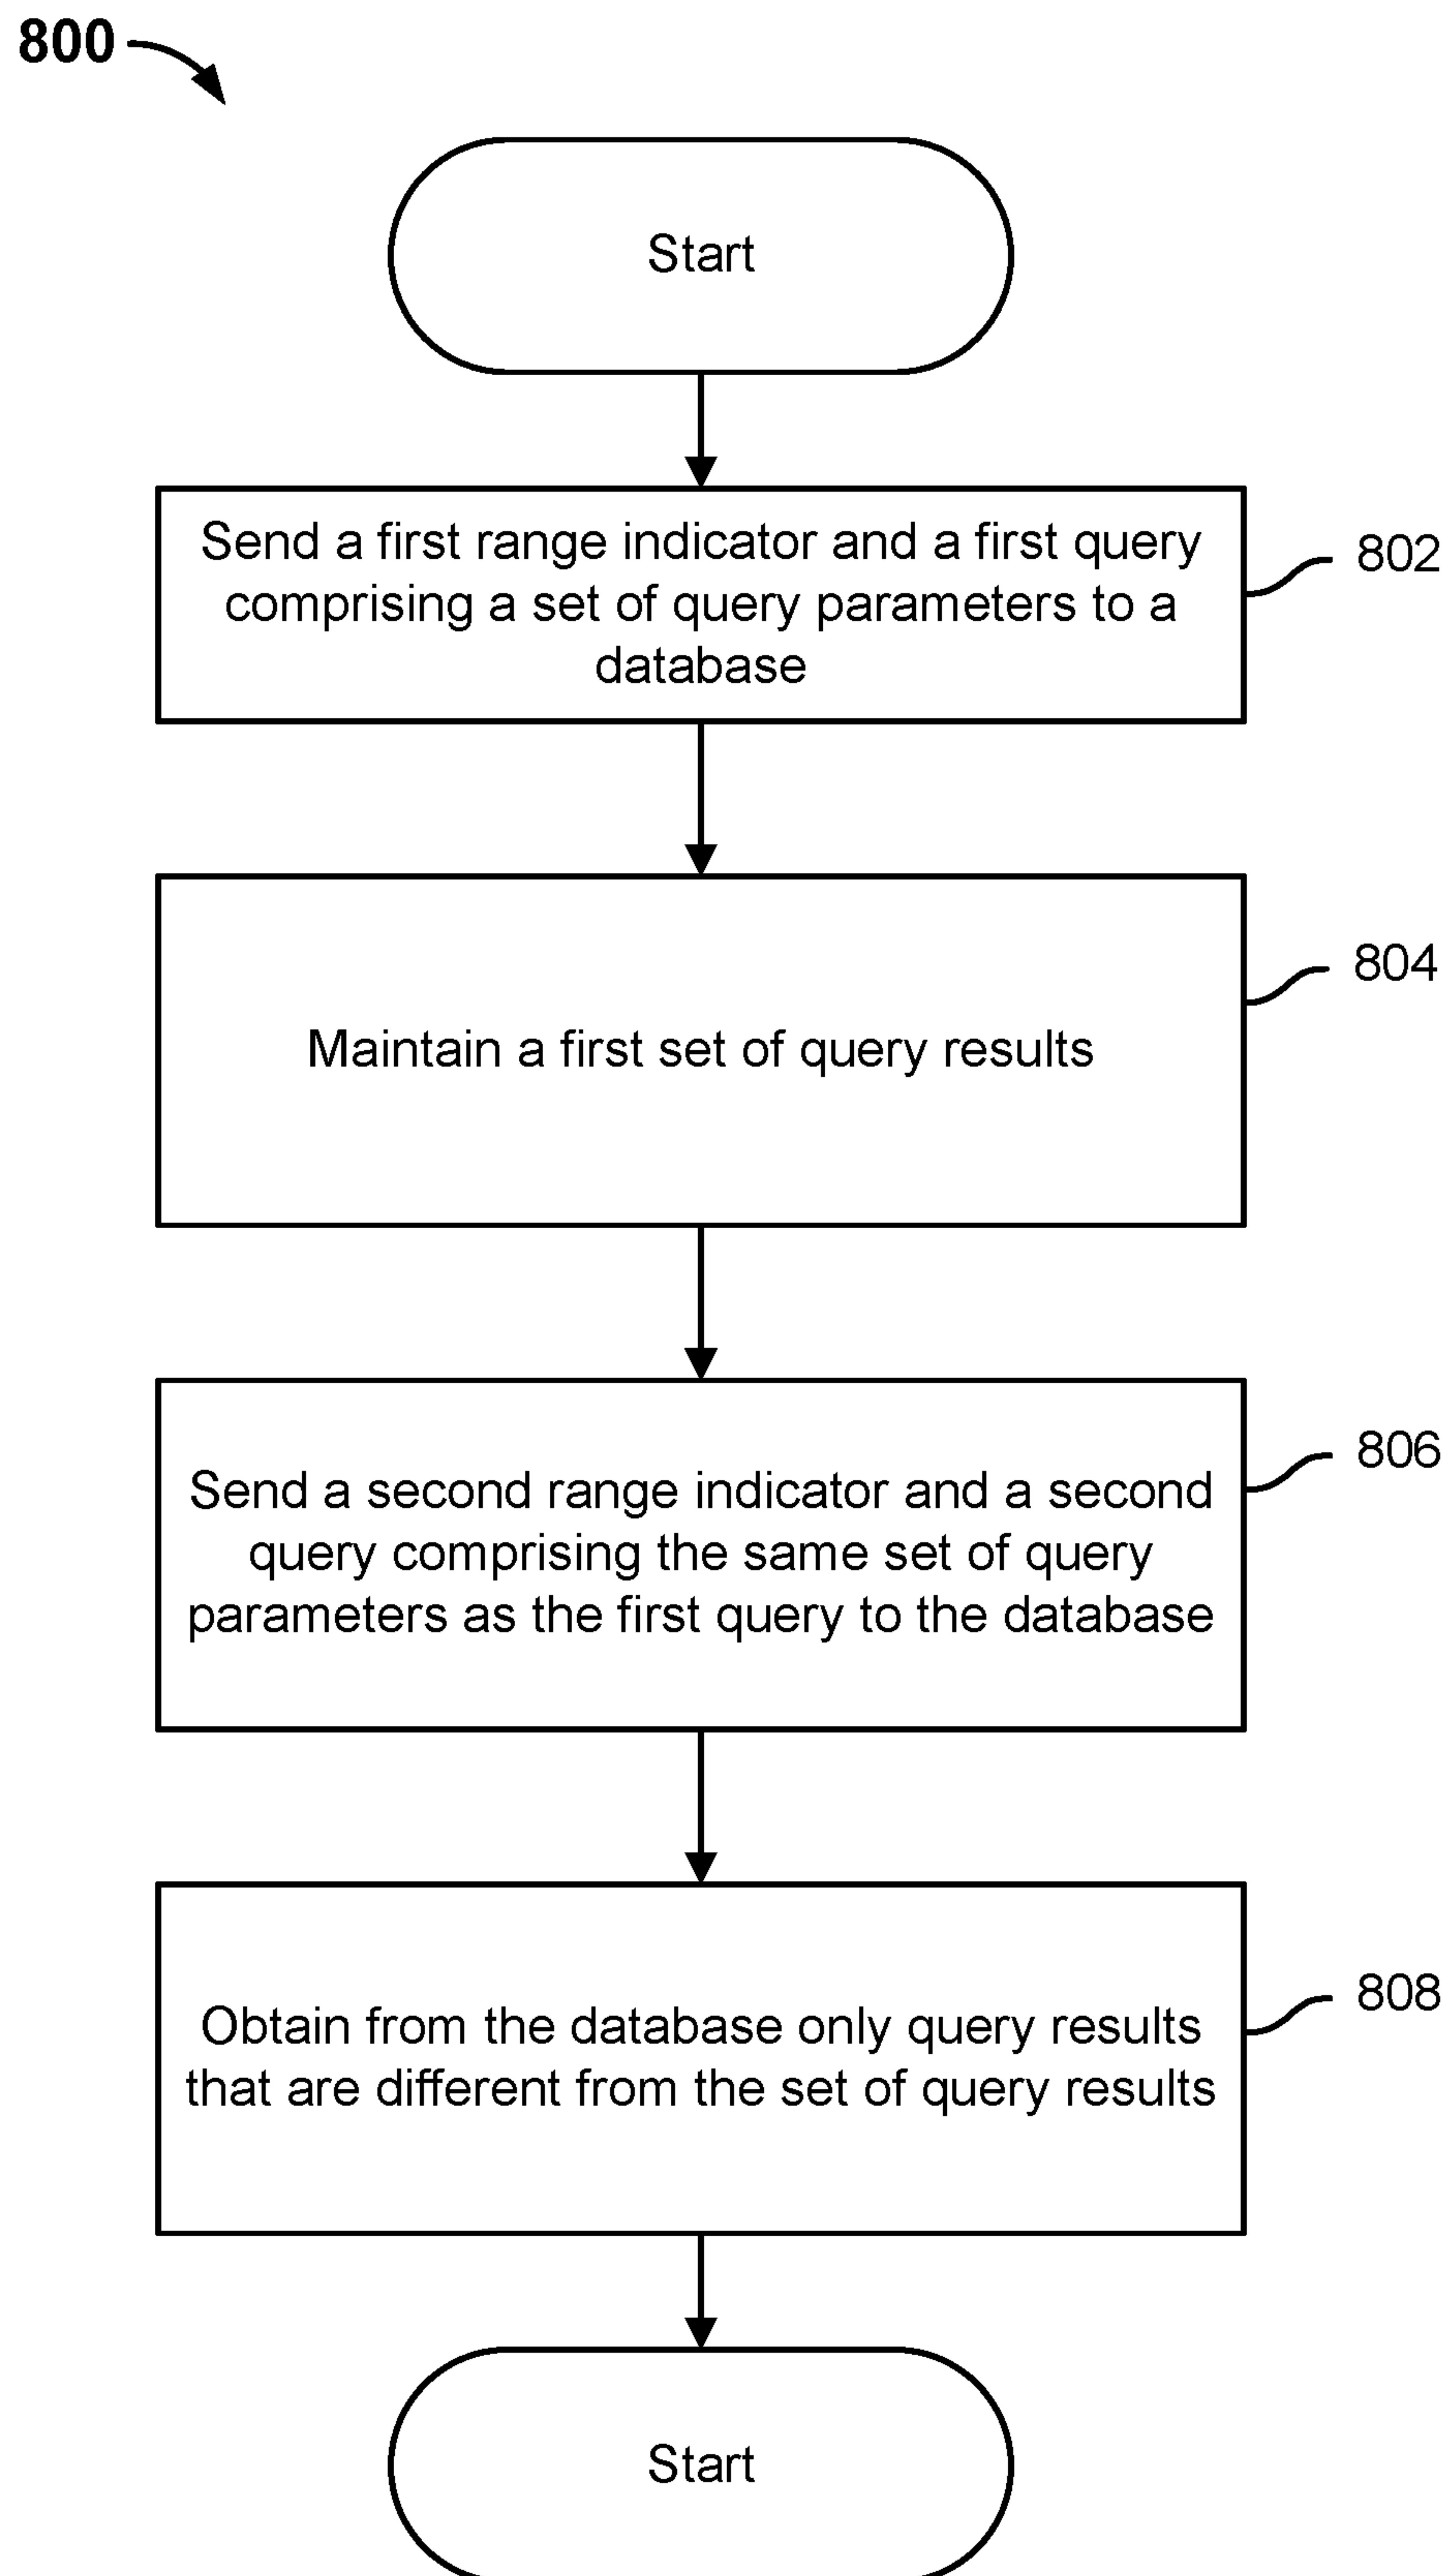 800
Start
Send a first range indicator and a first query
comprising a set of query parameters to a
database
802
Maintain a first set of query results
804
Send a second range indicator and a second
query comprising the same set of query
parameters as the first query to the database
806
Obtain from the database only query results
that are different from the set of query results
808
Start